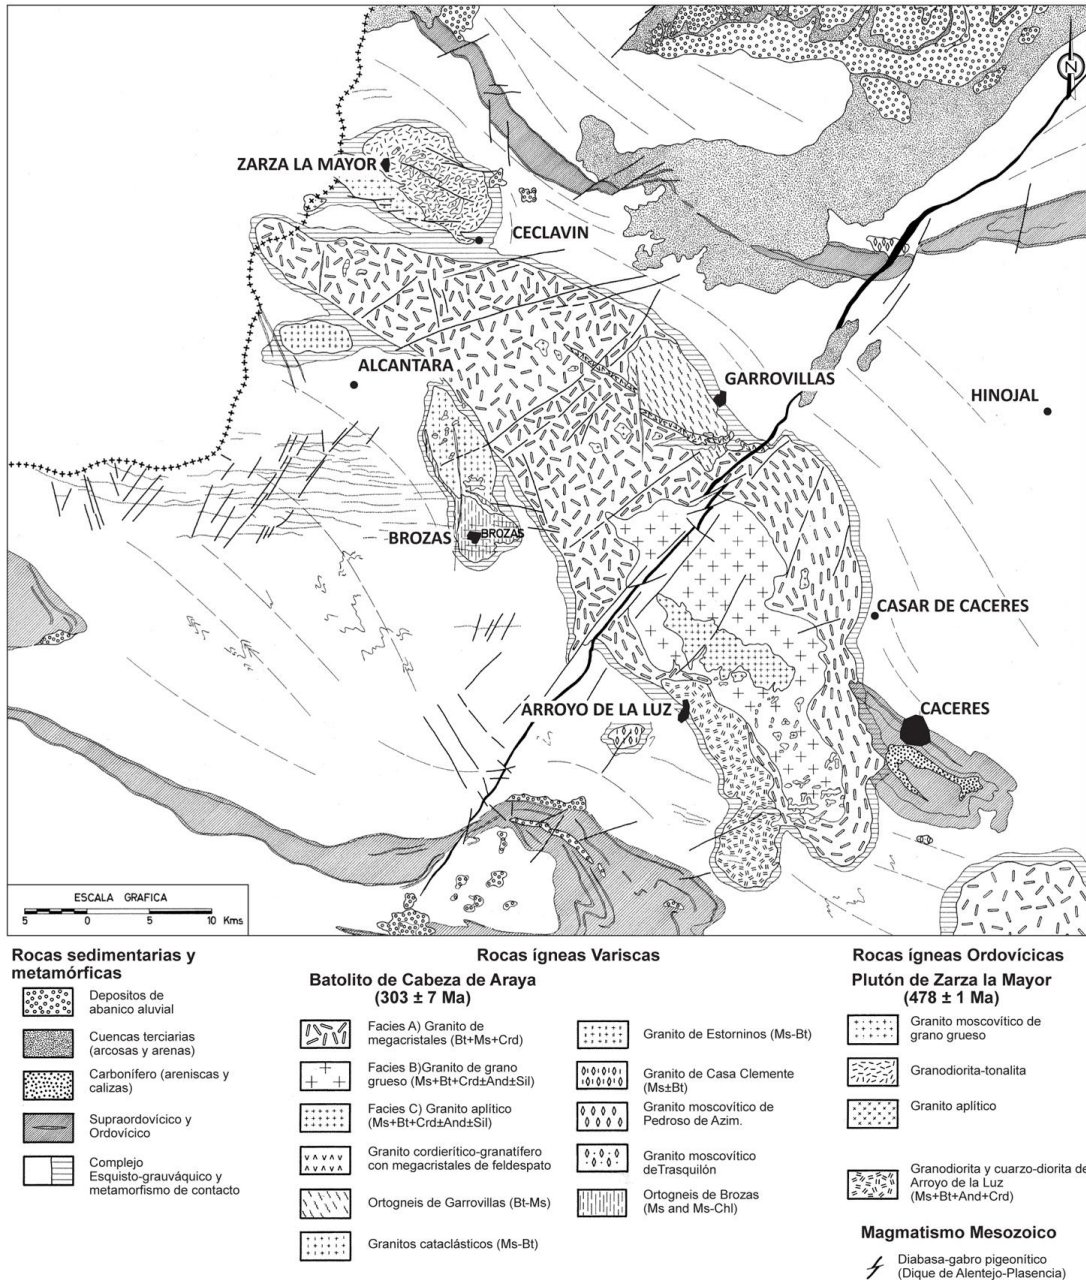 N
ZARZA LA MAYOR
CECLAVIN
ALCANTARA
GARROVILLAS
HINOJAL
BROZAS
BROZAS
CASAR DE CACERES
ARROYO DE LA LUZ
CACERES
ESCALA GRAFICA
5 0 5 10 Kms
Rocas sedimentarias y
metamórficas
Depositos de
abanico aluvial
Cuencas terciarias
(arcosas y arenas)
Carbonífero (areniscas y
calizas)
Supraordovícico y
Ordovícico
Complejo
Esquisto-grauváquico y
metamorfismo de contacto
Rocas ígneas Variscas
Batolito de Cabeza de Araya
(303 ± 7 Ma)
Facies A) Granito de
megacristales (Bt+Ms+Crd)
Facies B)Granito de grano
grueso (Ms+Bt+Crd±And±Sil)
Facies C) Granito aplítico
(Ms+Bt+Crd±And±Sil)
Granito cordierítico-granatífero
con megacristales de feldespato
Ortogneis de Garrovillas (Bt-Ms)
Granitos cataclásticos (Ms-Bt)
Granito de Estorninos (Ms-Bt)
Granito de Casa Clemente
(Ms±Bt)
Granito moscovítico de
Pedroso de Azim.
Granito moscovítico
deTrasquilón
Ortogneis de Brozas
(Ms and Ms-Chl)
Rocas ígneas Ordovícicas
Plutón de Zarza la Mayor
(478 ± 1 Ma)
Granito moscovítico de
grano grueso
Granodiorita-tonalita
Granito aplítico
Granodiorita y cuarzo-diorita de
Arroyo de la Luz
(Ms+Bt+And+Crd)
Magmatismo Mesozoico
Diabasa-gabro pigeonítico
(Dique de Alentejo-Plasencia)